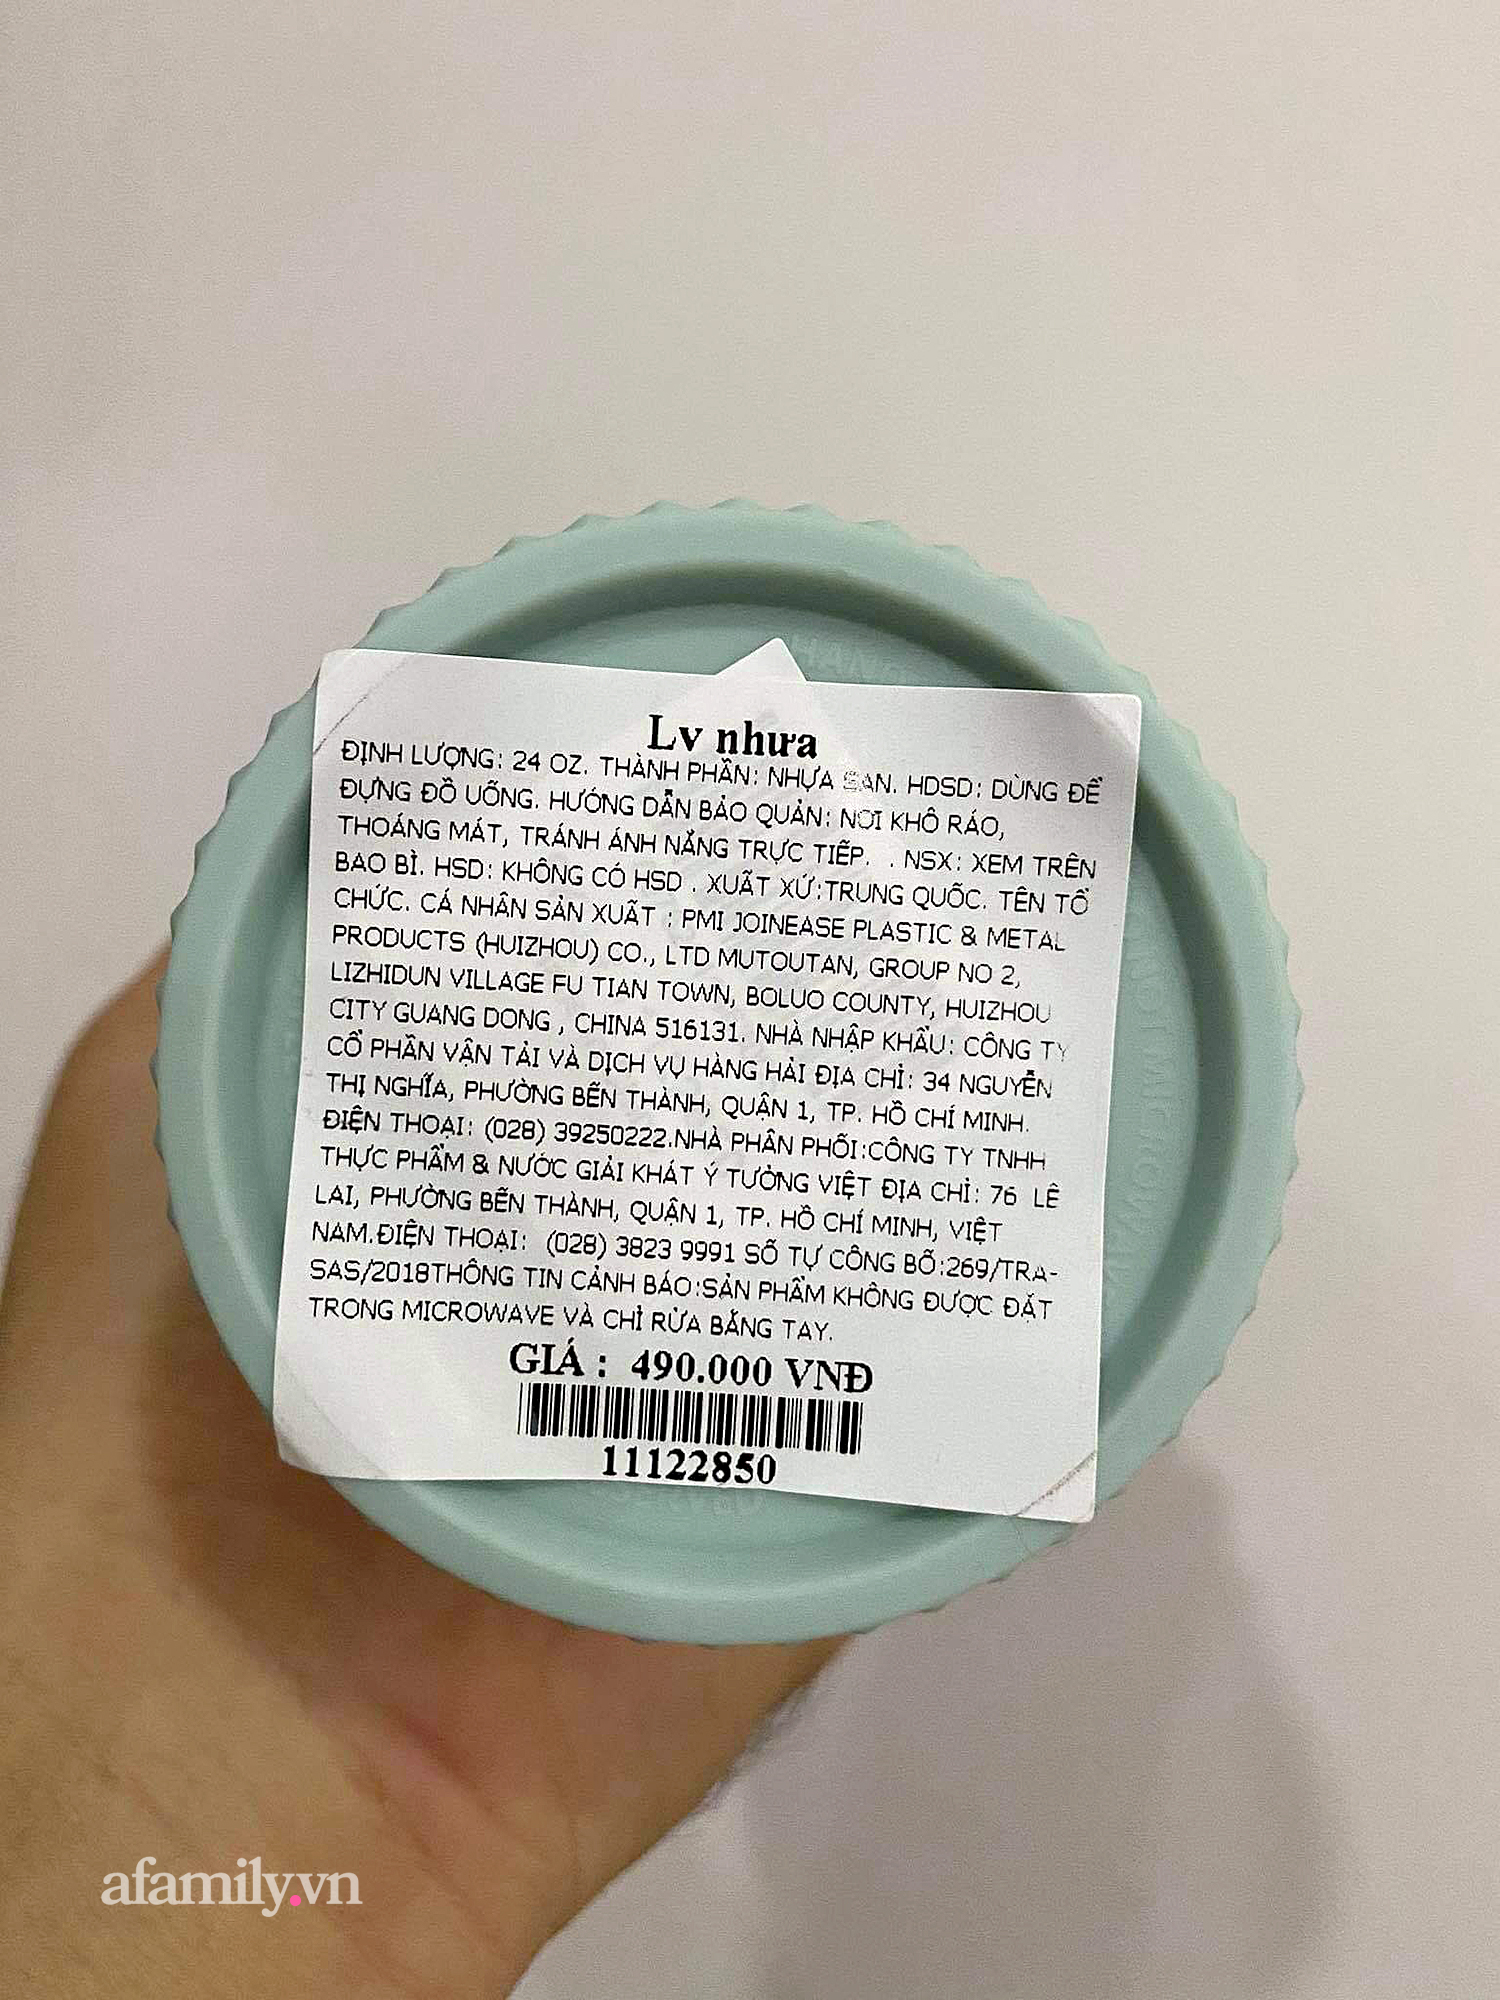 Lv nhựa
ĐỊNH LƯỢNG: 24 OZ. THÀNH PHẦN: NHỰA SAN. HDSD: DÙNG ĐỂ
ĐỰNG ĐỒ UỐNG. HƯỚNG DẪN BẢO QUẢN: NƠI KHÔ RÁO,
THOÁNG MÁT, TRÁNH ÁNH NẮNG TRỰC TIẾP. . NSX: XEM TRÊN
BAO BÌ. HSD: KHÔNG CÓ HSD . XUẤT XỨ:TRUNG QUỐC. TÊN TỔ
CHỨC. CÁ NHÂN SẢN XUẤT : PMI JOINEASE PLASTIC & METAL
PRODUCTS (HUIZHOU) CO., LTD MUTOUTAN, GROUP NO 2,
LIZHIDUN VILLAGE FU TIAN TOWN, BOLUO COUNTY, HUIZHOU
CITY GUANG DONG , CHINA 516131. NHÀ NHẬP KHẨU: CÔNG TY
CỔ PHẦN VẬN TẢI VÀ DỊCH VỤ HÀNG HẢI ĐỊA CHỈ: 34 NGUYỄN
THỊ NGHĨA, PHƯỜNG BẾN THÀNH, QUẬN 1, TP. HỒ CHÍ MINH.
ĐIỆN THOẠI: (028) 39250222.NHÀ PHÂN PHỐI:CÔNG TY TNHH
THỰC PHẨM & NƯỚC GIẢI KHÁT Ý TƯỞNG VIỆT ĐỊA CHỈ: 76 LÊ
LAI, PHƯỜNG BẾN THÀNH, QUẬN 1, TP. HỒ CHÍ MINH, VIỆT
NAM.ĐIỆN THOẠI: (028) 3823 9991 SỐ TỰ CÔNG BỐ:269/TRA-
SAS/2018THÔNG TIN CẢNH BÁO:SẢN PHẨM KHÔNG ĐƯỢC ĐẶT
TRONG MICROWAVE VÀ CHỈ RỬA BẰNG TAY.
GIÁ : 490.000 VNĐ
11122850
afamily.vn